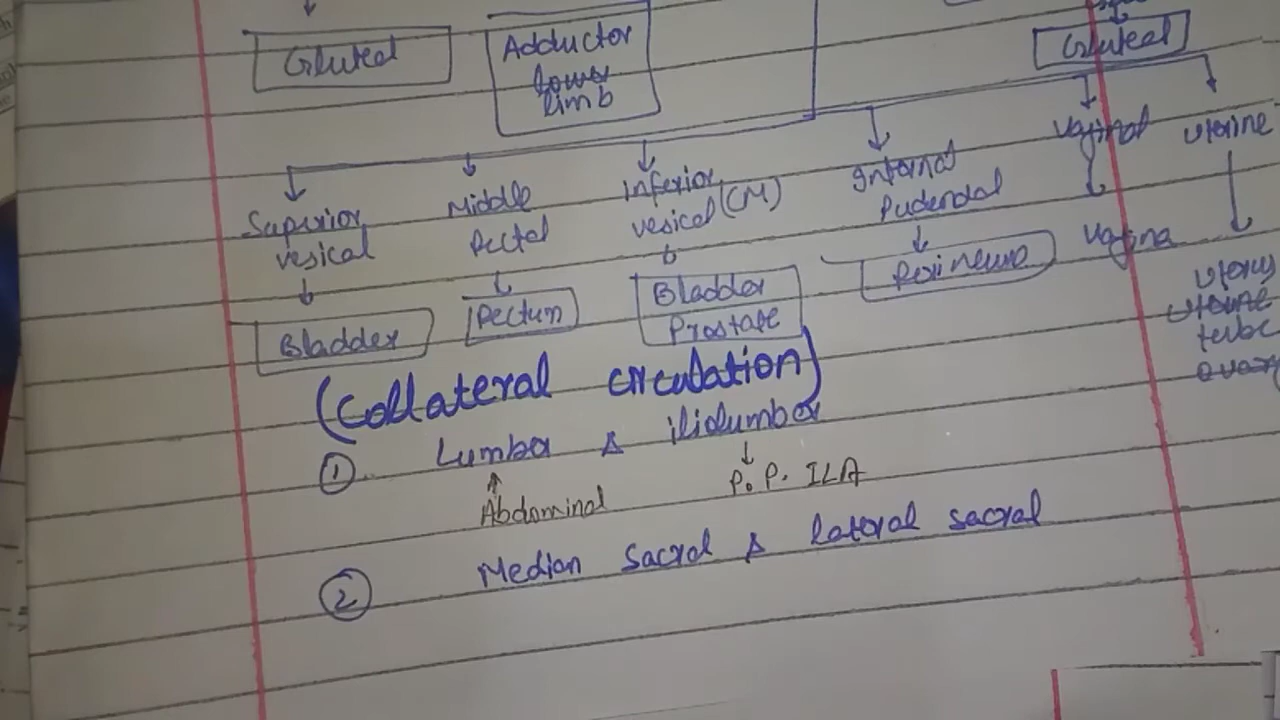 Gluteal
Adductor
lower
limb
Gluteal
Superior
vesical
Middle
Rectal
Inferior
vesical (M)
Internal
Pudendal
Vaginal
Uterine
Bladder
Rectum
Bladder
Prostate
Perineum
Vagina
Uterus
Uterine
tube
ovary
(Collateral circulation)
① Lumbar & iliolumbar
Abdominal
P. P. ILA
② Median sacral & lateral sacral